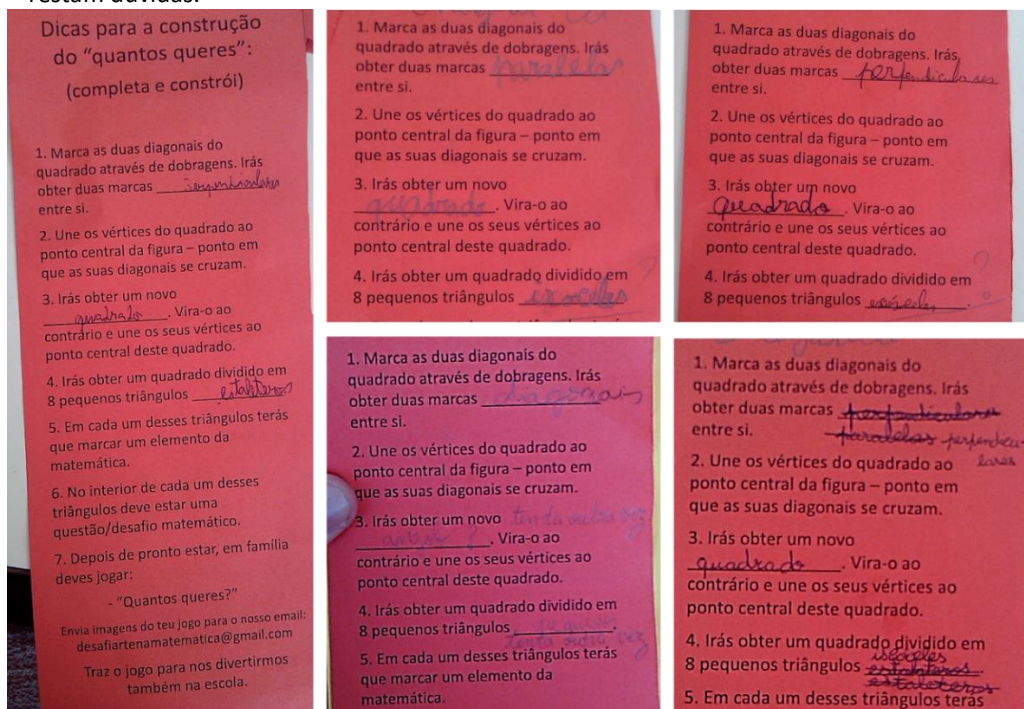 restam dúvidas.
Dicas para a construção
do “quantos queres”:
(completa e constrói)
1. Marca as duas diagonais do
quadrado através de dobragens. Irás
obter duas marcas
entre si.
2. Une os vértices do quadrado ao
ponto central da figura – ponto em
que as suas diagonais se cruzam.
3. Irás obter um novo
quadrado. Vira-o ao
contrário e une os seus vértices ao
ponto central deste quadrado.
4. Irás obter um quadrado dividido em
8 pequenos triângulos
5. Em cada um desses triângulos terás
que marcar um elemento da
matemática.
6. No interior de cada um desses
triângulos deve estar uma
questão/desafio matemático.
7. Depois de pronto estar, em família
deves jogar:
- “Quantos queres?”
Envia imagens do teu jogo para o nosso email:
desafiartenamatematica@gmail.com
Traz o jogo para nos divertirmos
também na escola.
1. Marca as duas diagonais do
quadrado através de dobragens. Irás
obter duas marcas paralelas
entre si.
2. Une os vértices do quadrado ao
ponto central da figura – ponto em
que as suas diagonais se cruzam.
3. Irás obter um novo
quadrado. Vira-o ao
contrário e une os seus vértices ao
ponto central deste quadrado.
4. Irás obter um quadrado dividido em
8 pequenos triângulos
1. Marca as duas diagonais do
quadrado através de dobragens. Irás
obter duas marcas perpendiculares
entre si.
2. Une os vértices do quadrado ao
ponto central da figura – ponto em
que as suas diagonais se cruzam.
3. Irás obter um novo
quadrado. Vira-o ao
contrário e une os seus vértices ao
ponto central deste quadrado.
4. Irás obter um quadrado dividido em ?
8 pequenos triângulos
1. Marca as duas diagonais do
quadrado através de dobragens. Irás
obter duas marcas diagonais
entre si.
2. Une os vértices do quadrado ao
ponto central da figura – ponto em
que as suas diagonais se cruzam.
3. Irás obter um novo tenta outra vez
. Vira-o ao
contrário e une os seus vértices ao
ponto central deste quadrado.
4. Irás obter um quadrado dividido em
8 pequenos triângulos tenta outra vez
5. Em cada um desses triângulos terás
que marcar um elemento da
matemática.
1. Marca as duas diagonais do
quadrado através de dobragens. Irás
obter duas marcas perpendiculares
entre si. paralelas perpendicu-
lares
2. Une os vértices do quadrado ao
ponto central da figura – ponto em
que as suas diagonais se cruzam.
3. Irás obter um novo
quadrado. Vira-o ao
contrário e une os seus vértices ao
ponto central deste quadrado.
4. Irás obter um quadrado dividido em
isósceles
8 pequenos triângulos
5. Em cada um desses triângulos terás